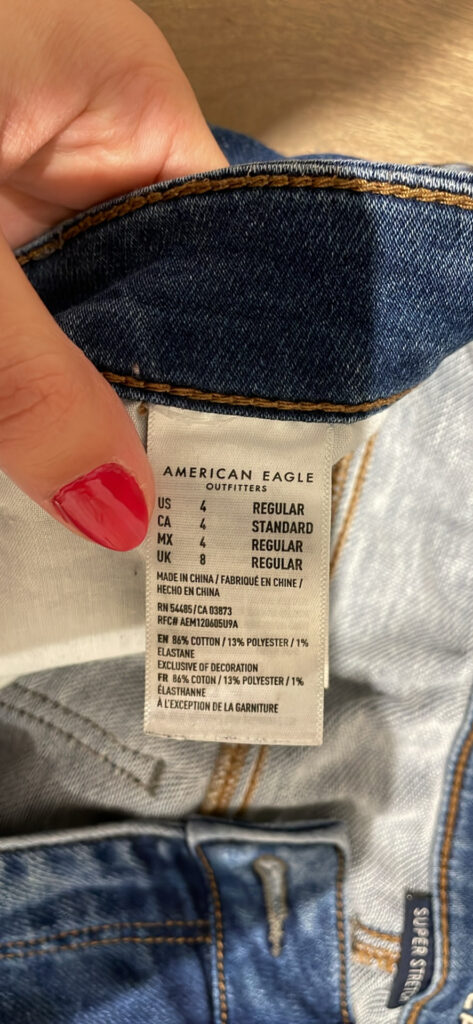 AMERICAN EAGLE
OUTFITTERS
US 4 REGULAR
CA 4 STANDARD
MX 4 REGULAR
UK 8 REGULAR
MADE IN CHINA / FABRIQUÉ EN CHINE /
HECHO EN CHINA
RN 54485/CA 03873
RFC# AEM120605U9A
EN 86% COTTON / 13% POLYESTER / 1%
ELASTANE
EXCLUSIVE OF DECORATION
FR 86% COTON / 13% POLYESTER / 1%
ÉLASTHANNE
À L'EXCEPTION DE LA GARNITURE
SUPER STRETCH